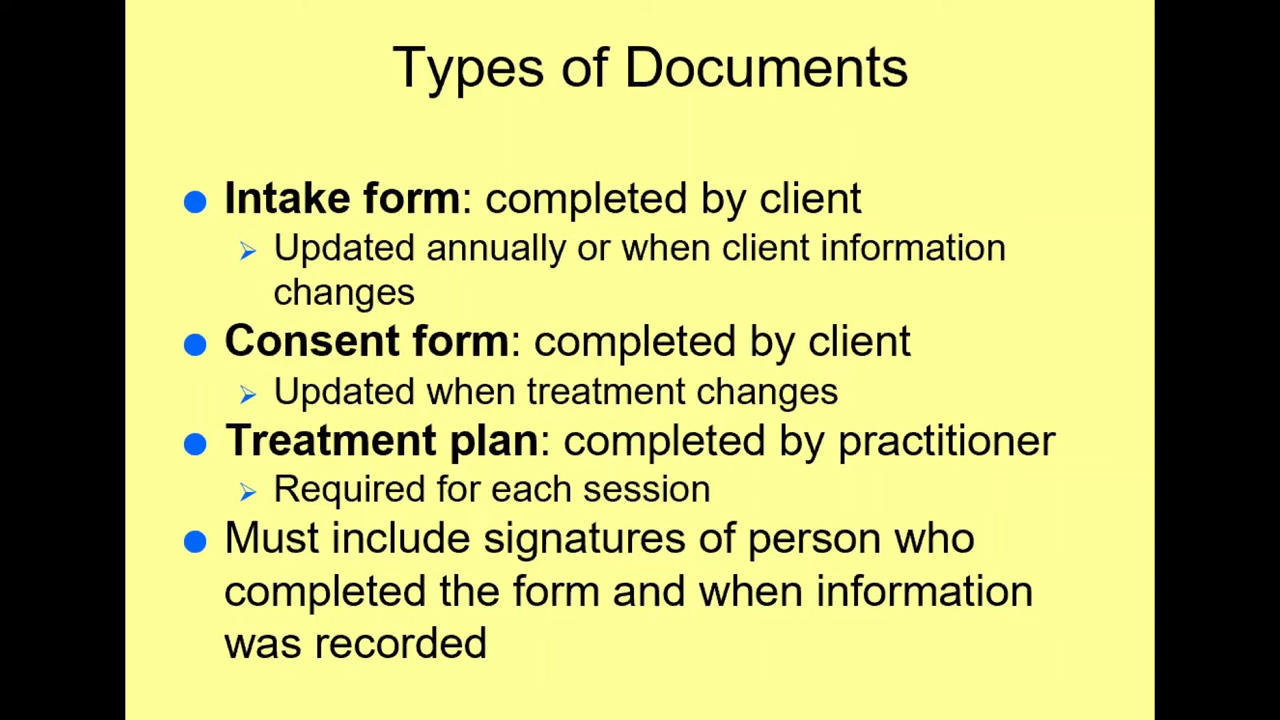 Types of Documents
Intake form: completed by client
Updated annually or when client information
changes
Consent form: completed by client
Updated when treatment changes
Treatment plan: completed by practitioner
Required for each session
Must include signatures of person who
completed the form and when information
was recorded